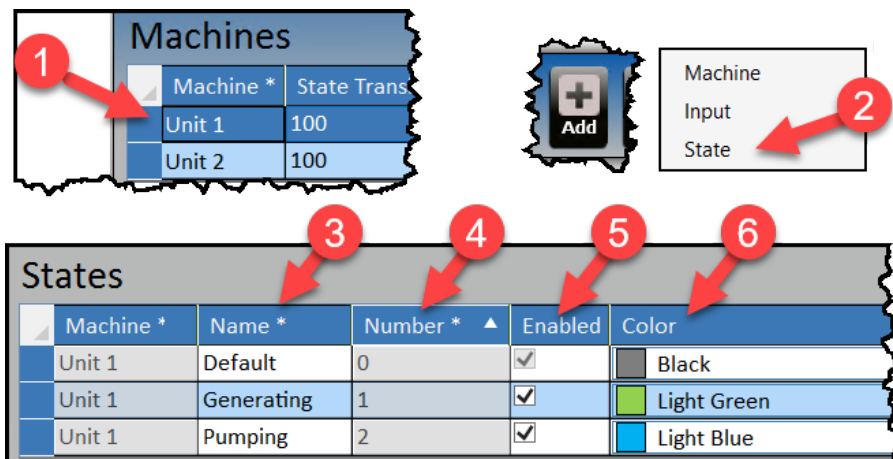 Machines
1
Machine * State Trans
Unit 1 100
Unit 2 100
Add
Machine
Input
State
2
3 4 5 6
States
Machine * Name * Number * Enabled Color
Unit 1 Default 0 Black
Unit 1 Generating 1 Light Green
Unit 1 Pumping 2 Light Blue